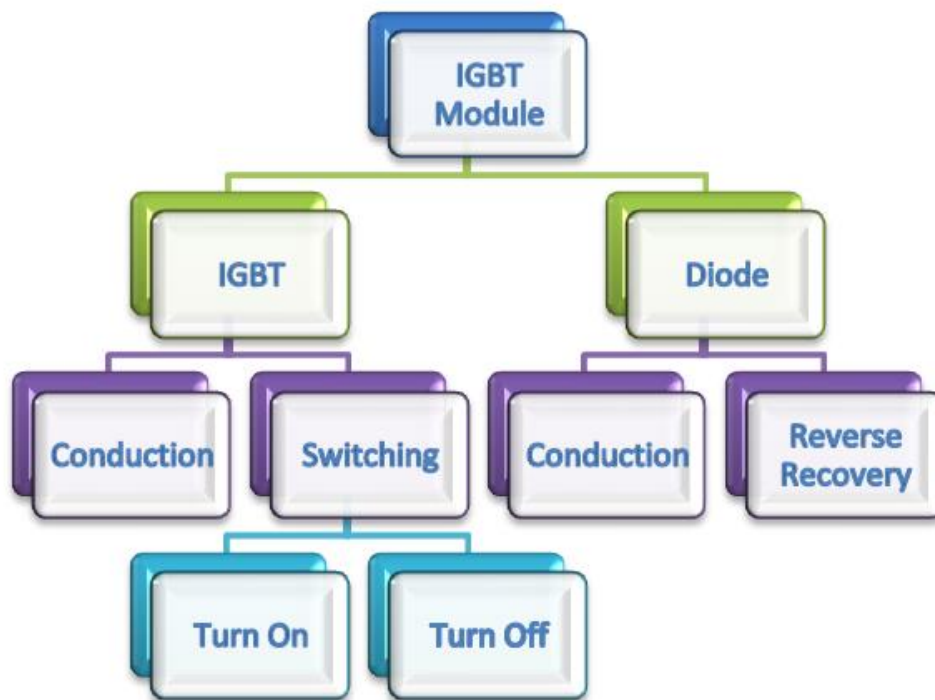 IGBT
Module
IGBT
Diode
Conduction
Switching
Conduction
Reverse
Recovery
Turn On
Turn Off